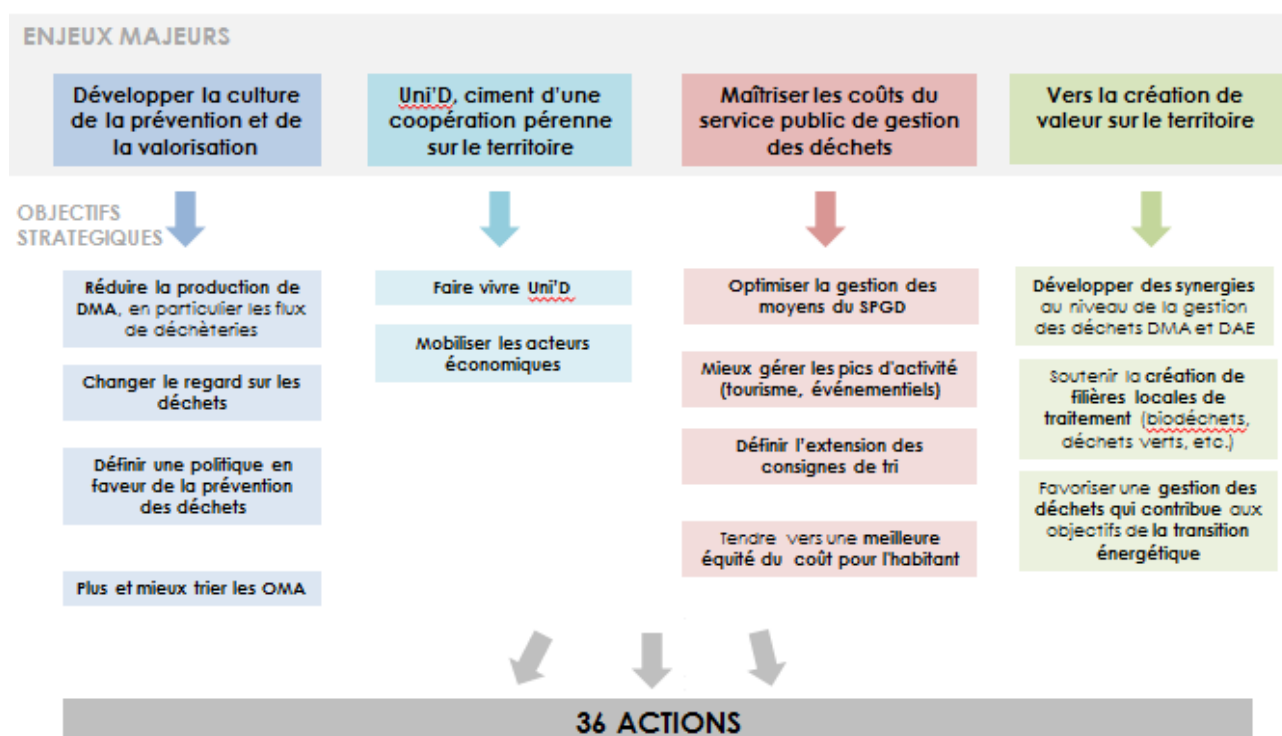 ENJEUX MAJEURS
Développer la culture
de la prévention et de
la valorisation
Uni'D, ciment d'une
coopération pérenne
sur le territoire
Maîtriser les coûts du
service public de gestion
des déchets
Vers la création de
valeur sur le territoire
OBJECTIFS
STRATEGIQUES
Réduire la production de
DMA, en particulier les flux
de déchèteries
Changer le regard sur les
déchets
Définir une politique en
faveur de la prévention
des déchets
Plus et mieux trier les OMA
Faire vivre Uni'D
Mobiliser les acteurs
économiques
Optimiser la gestion des
moyens du SPGD
Mieux gérer les pics d'activité
(tourisme, événementiels)
Définir l'extension des
consignes de tri
Tendre vers une meilleure
équité du coût pour l'habitant
Développer des synergies
au niveau de la gestion
des déchets DMA et DAE
Soutenir la création de
filières locales de
traitement (biodéchets,
déchets verts, etc.)
Favoriser une gestion des
déchets qui contribue aux
objectifs de la transition
énergétique
36 ACTIONS